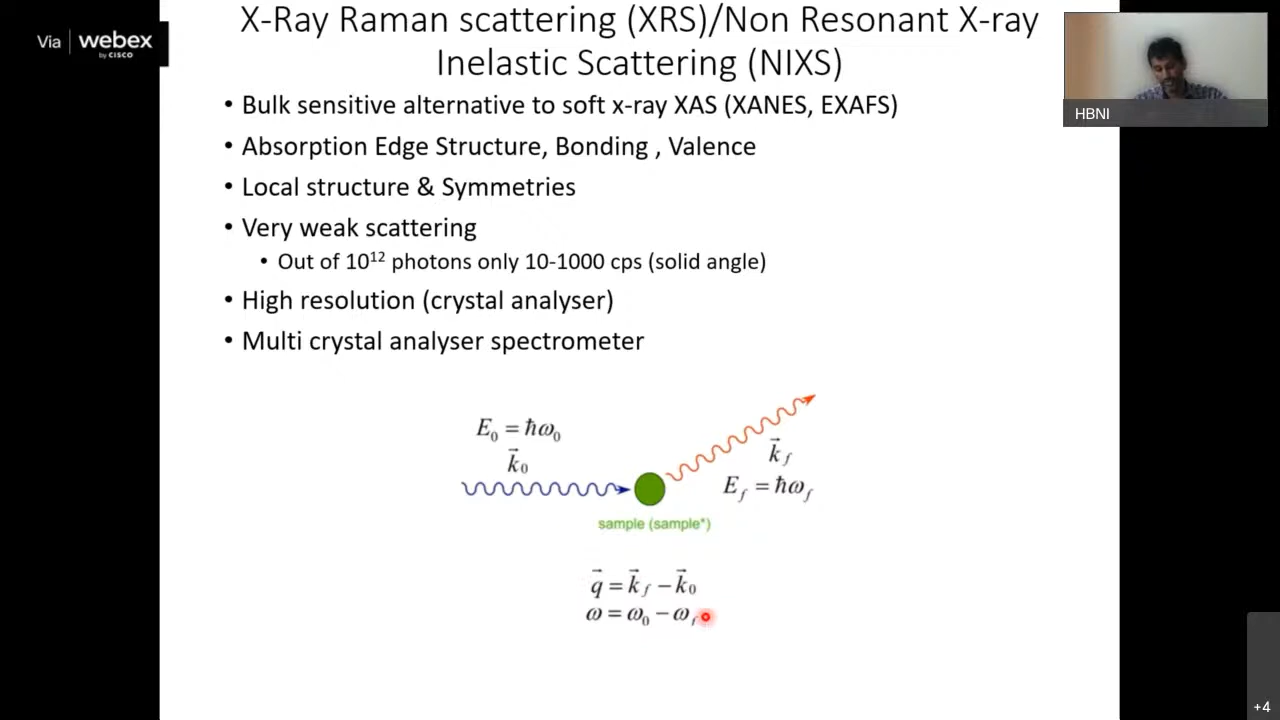 Via webex
by CISCO
X-Ray Raman scattering (XRS)/Non Resonant X-ray
Inelastic Scattering (NIXS)
HBNI
• Bulk sensitive alternative to soft x-ray XAS (XANES, EXAFS)
• Absorption Edge Structure, Bonding , Valence
• Local structure & Symmetries
• Very weak scattering
• Out of 10¹² photons only 10-1000 cps (solid angle)
• High resolution (crystal analyser)
• Multi crystal analyser spectrometer
E₀ = ħω₀
k⃗₀
k⃗_f
E_f = ħω_f
sample (sample*)
q⃗ = k⃗_f − k⃗₀
ω = ω₀ − ω_f
+4